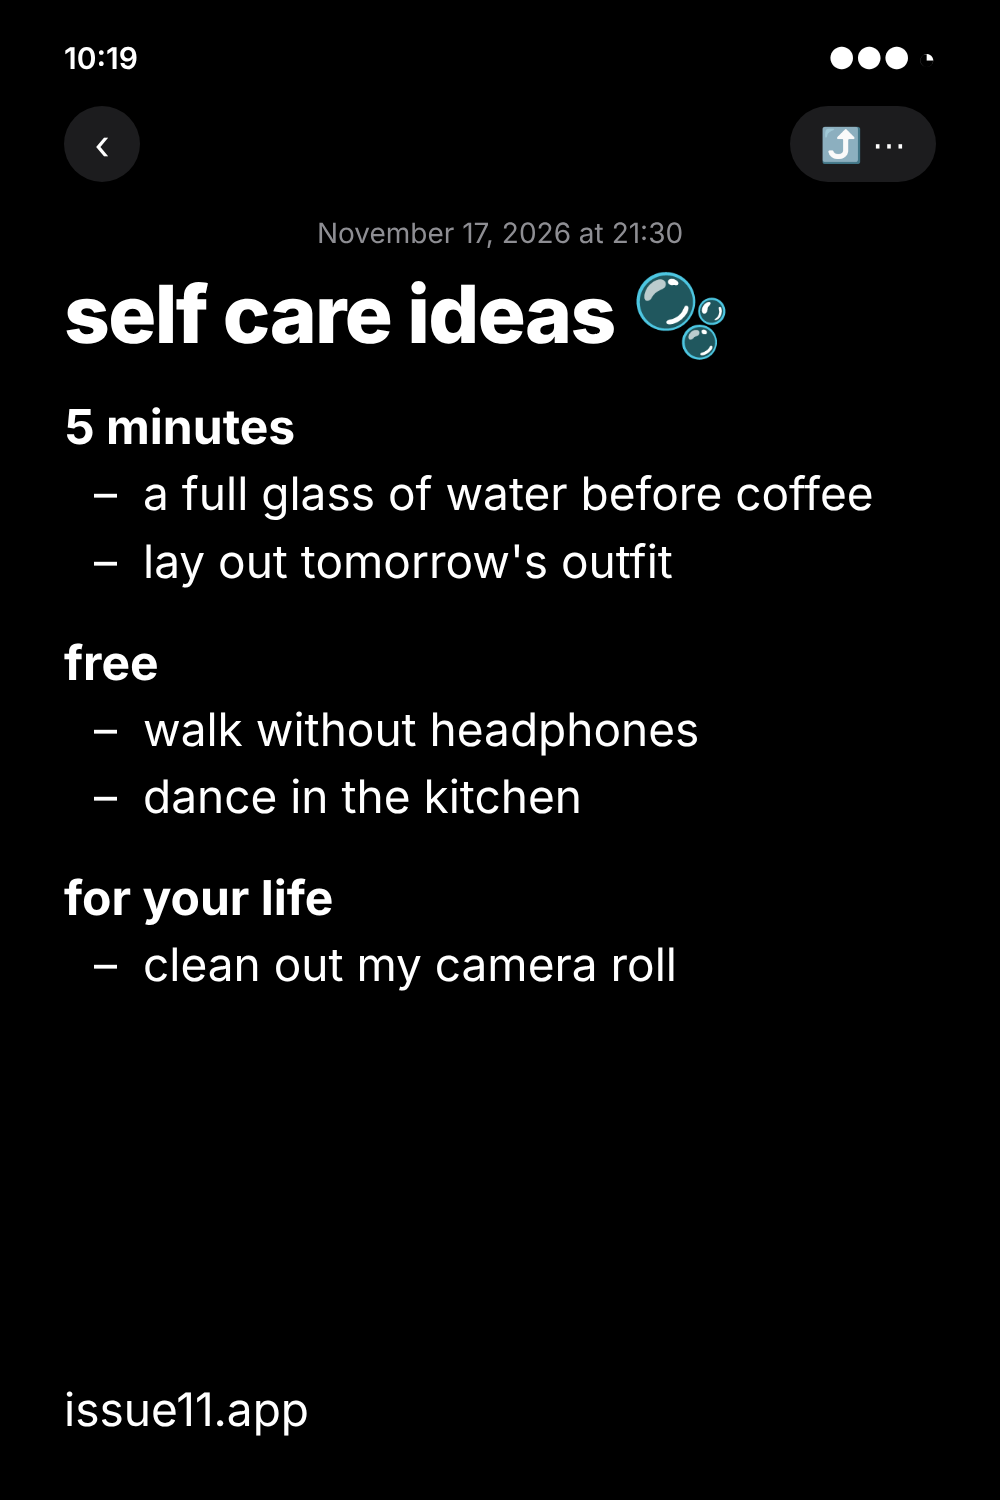 10:19
November 17, 2026 at 21:30
self care ideas 🫧
5 minutes
– a full glass of water before coffee
– lay out tomorrow's outfit
free
– walk without headphones
– dance in the kitchen
for your life
– clean out my camera roll
issue11.app